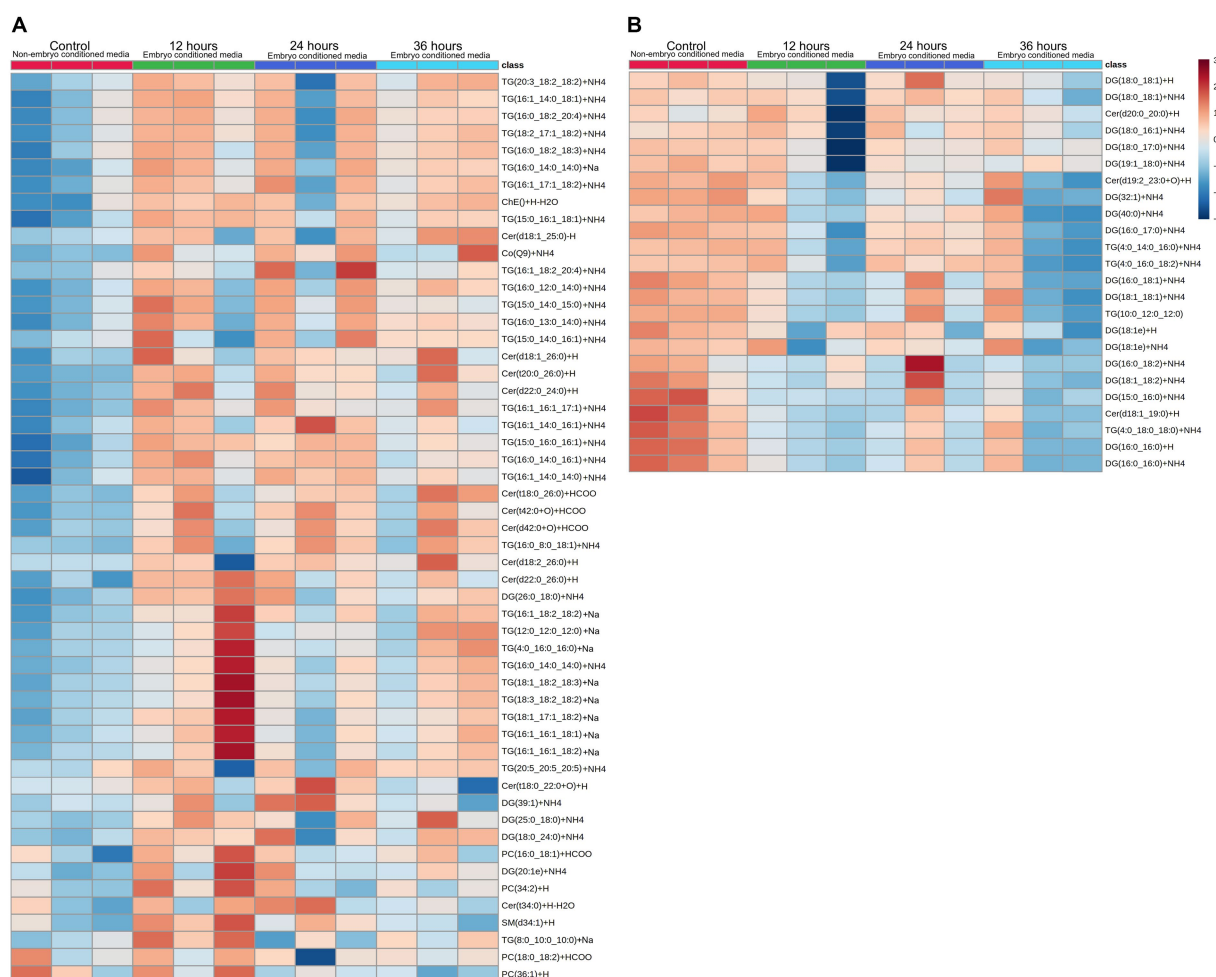 A
Control
12 hours
24 hours
36 hours
Non-embryo conditioned media
Embryo conditioned media
Embryo conditioned media
Embryo conditioned media
class
TG(20:3_18:2_18:2)+NH4
TG(16:1_14:0_18:1)+NH4
TG(16:0_18:2_20:4)+NH4
TG(18:2_17:1_18:2)+NH4
TG(16:0_18:2_18:3)+NH4
TG(16:0_14:0_14:0)+Na
TG(16:1_17:1_18:2)+NH4
ChE()+H-H2O
TG(15:0_16:1_18:1)+NH4
Cer(d18:1_25:0)-H
Co(Q9)+NH4
TG(16:1_18:2_20:4)+NH4
TG(16:0_12:0_14:0)+NH4
TG(15:0_14:0_15:0)+NH4
TG(16:0_13:0_14:0)+NH4
TG(15:0_14:0_16:1)+NH4
Cer(d18:1_26:0)+H
Cer(t20:0_26:0)+H
Cer(d22:0_24:0)+H
TG(16:1_16:1_17:1)+NH4
TG(16:1_14:0_16:1)+NH4
TG(15:0_16:0_16:1)+NH4
TG(16:0_14:0_16:1)+NH4
TG(16:1_14:0_14:0)+NH4
Cer(t18:0_26:0)+HCOO
Cer(t42:0+O)+HCOO
Cer(d42:0+O)+HCOO
TG(16:0_8:0_18:1)+NH4
Cer(d18:2_26:0)+H
Cer(d22:0_26:0)+H
DG(26:0_18:0)+NH4
TG(16:1_18:2_18:2)+Na
TG(12:0_12:0_12:0)+Na
TG(4:0_16:0_16:0)+Na
TG(16:0_14:0_14:0)+NH4
TG(18:1_18:2_18:3)+Na
TG(18:3_18:2_18:2)+Na
TG(18:1_17:1_18:2)+Na
TG(16:1_16:1_18:1)+Na
TG(16:1_16:1_18:2)+Na
TG(20:5_20:5_20:5)+NH4
Cer(t18:0_22:0+O)+H
DG(39:1)+NH4
DG(25:0_18:0)+NH4
DG(18:0_24:0)+NH4
PC(16:0_18:1)+HCOO
DG(20:1e)+NH4
PC(34:2)+H
Cer(t34:0)+H-H2O
SM(d34:1)+H
TG(8:0_10:0_10:0)+Na
PC(18:0_18:2)+HCOO
PC(36:1)+H
B
Control
12 hours
24 hours
36 hours
Non-embryo conditioned media
Embryo conditioned media
Embryo conditioned media
Embryo conditioned media
class
DG(18:0_18:1)+H
DG(18:0_18:1)+NH4
Cer(d20:0_20:0)+H
DG(18:0_16:1)+NH4
DG(18:0_17:0)+NH4
DG(19:1_18:0)+NH4
Cer(d19:2_23:0+O)+H
DG(32:1)+NH4
DG(40:0)+NH4
DG(16:0_17:0)+NH4
TG(4:0_14:0_16:0)+NH4
TG(4:0_16:0_18:2)+NH4
DG(16:0_18:1)+NH4
DG(18:1_18:1)+NH4
TG(10:0_12:0_12:0)
DG(18:1e)+H
DG(18:1e)+NH4
DG(16:0_18:2)+NH4
DG(18:1_18:2)+NH4
DG(15:0_16:0)+NH4
Cer(d18:1_19:0)+H
TG(4:0_18:0_18:0)+NH4
DG(16:0_16:0)+H
DG(16:0_16:0)+NH4